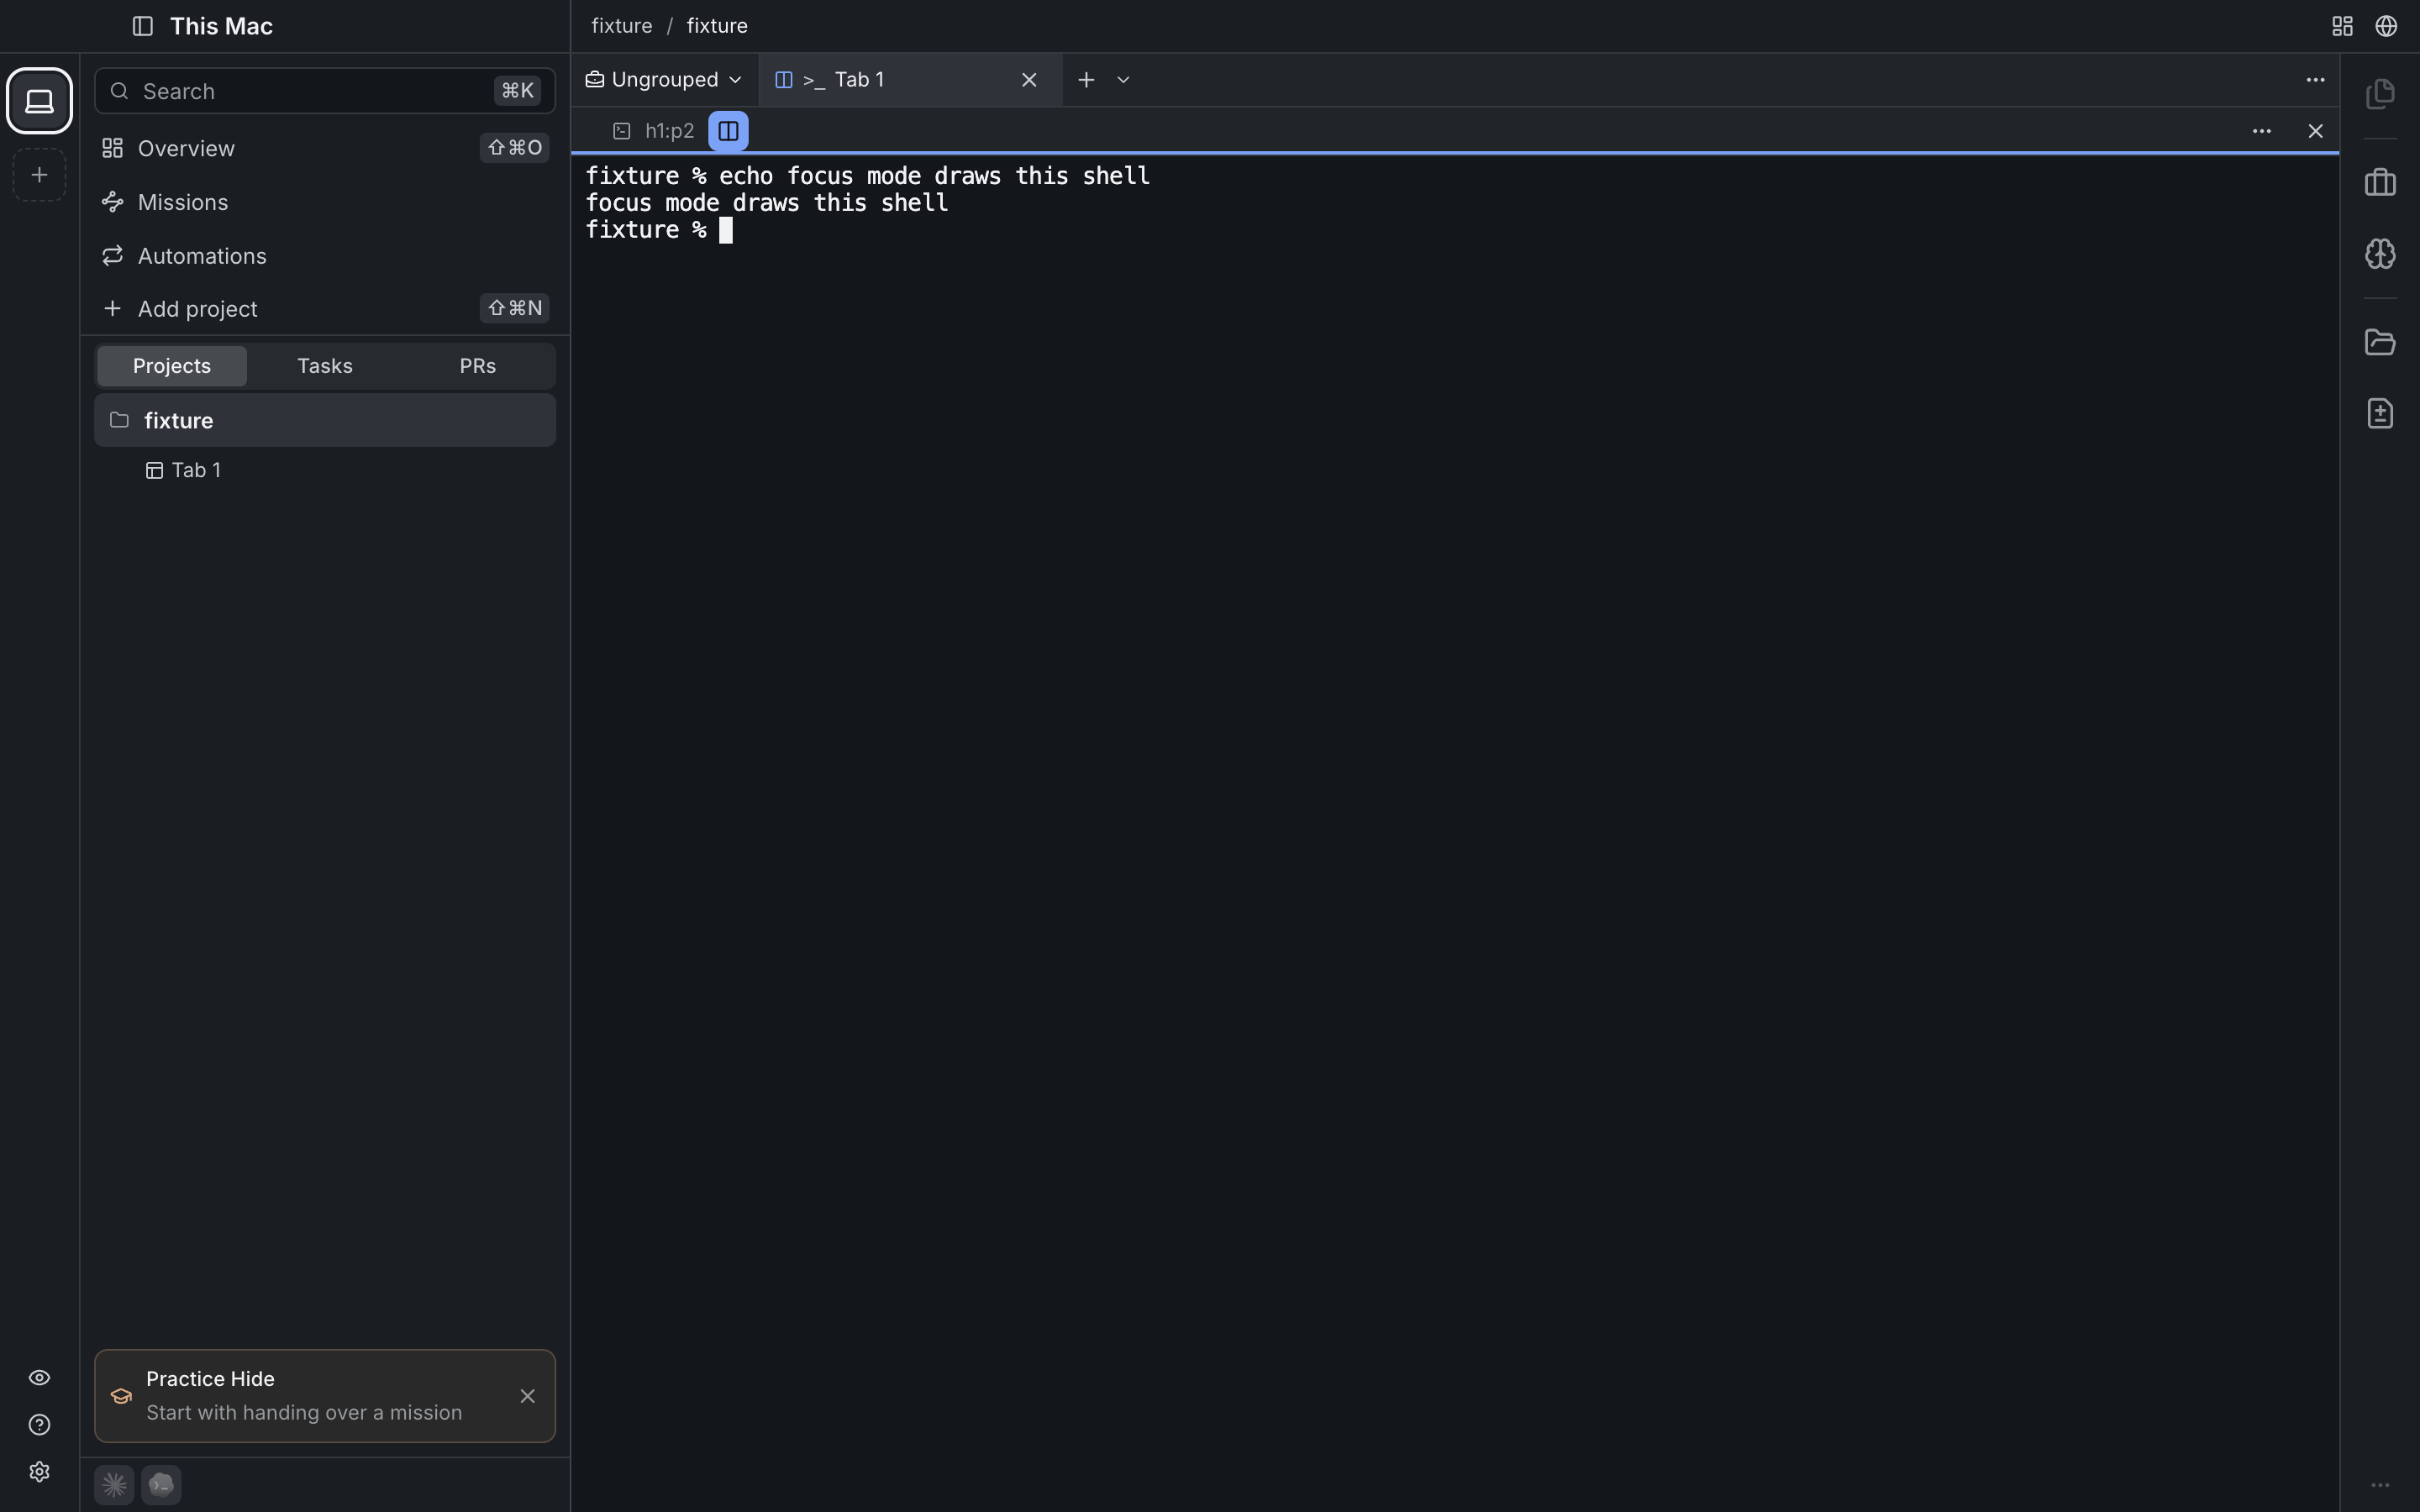 This Mac
fixture / fixture
Search ⌘K
Overview ⇧⌘O
Missions
Automations
Add project ⇧⌘N
Projects Tasks PRs
fixture
Tab 1
Practice Hide
Start with handing over a mission
Ungrouped >_ Tab 1
h1:p2
fixture % echo focus mode draws this shell
focus mode draws this shell
fixture %